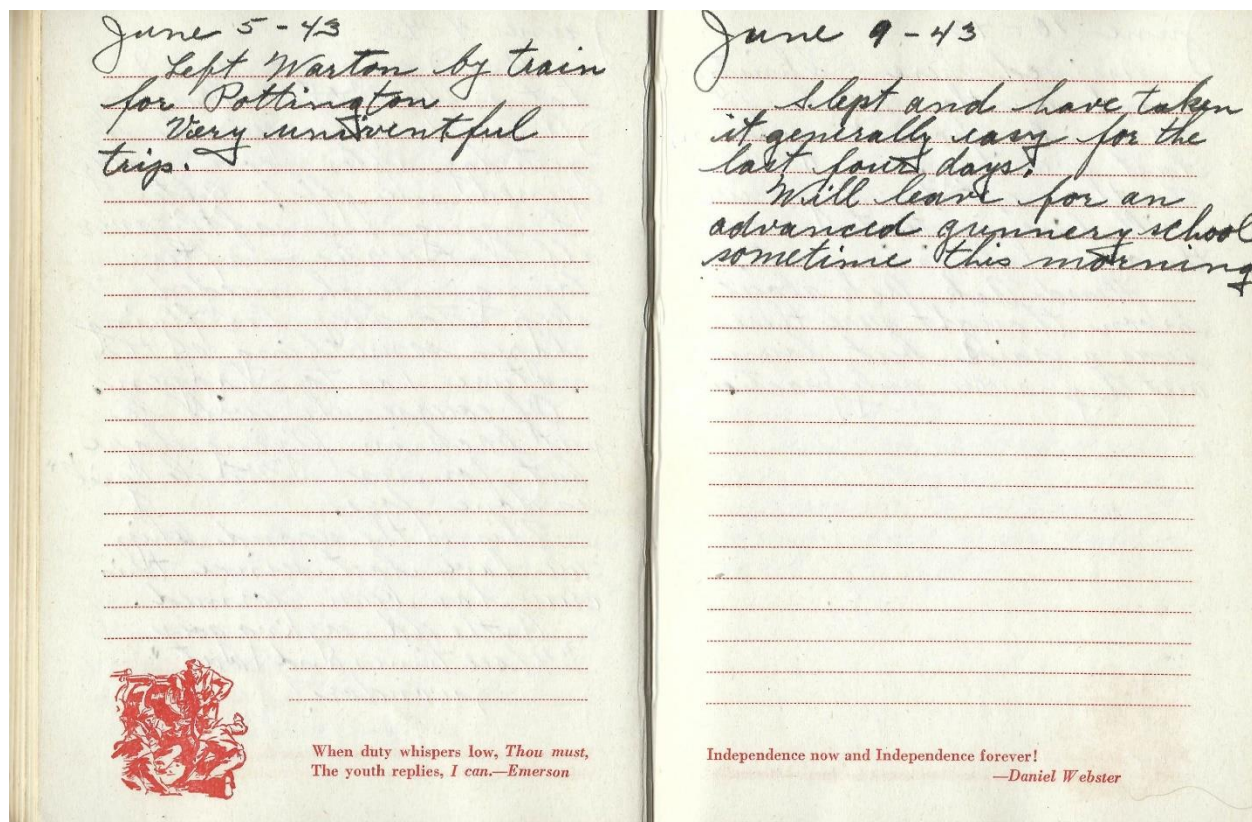 June 5-43
Left Warton by train
for Pottington
Very uneventful
trip.
When duty whispers low, Thou must,
The youth replies, I can.—Emerson
June 9-43
Slept and have taken
it generally easy for the
last four days.
Will leave for an
advanced gunnery school
sometime this morning
Independence now and Independence forever!
—Daniel Webster